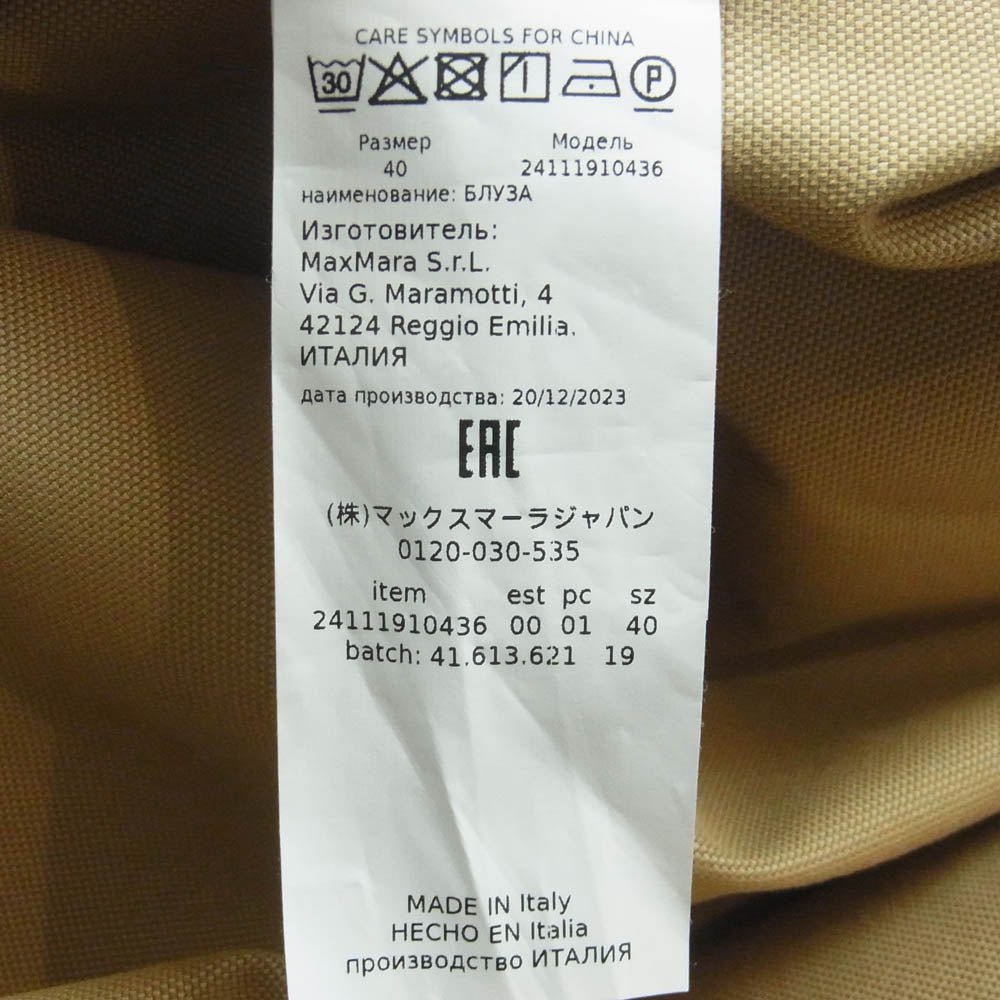 CARE SYMBOLS FOR CHINA
30 P
Размер Модель
40 24111910436
наименование: БЛУЗА
Изготовитель:
MaxMara S.r.L.
Via G. Maramotti, 4
42124 Reggio Emilia.
ИТАЛИЯ
дата производства: 20/12/2023
EAC
(株)マックスマーラジャパン
0120-030-535
item est pc sz
24111910436 00 01 40
batch: 41.613.621 19
MADE IN Italy
HECHO EN Italia
производство ИТАЛИЯ